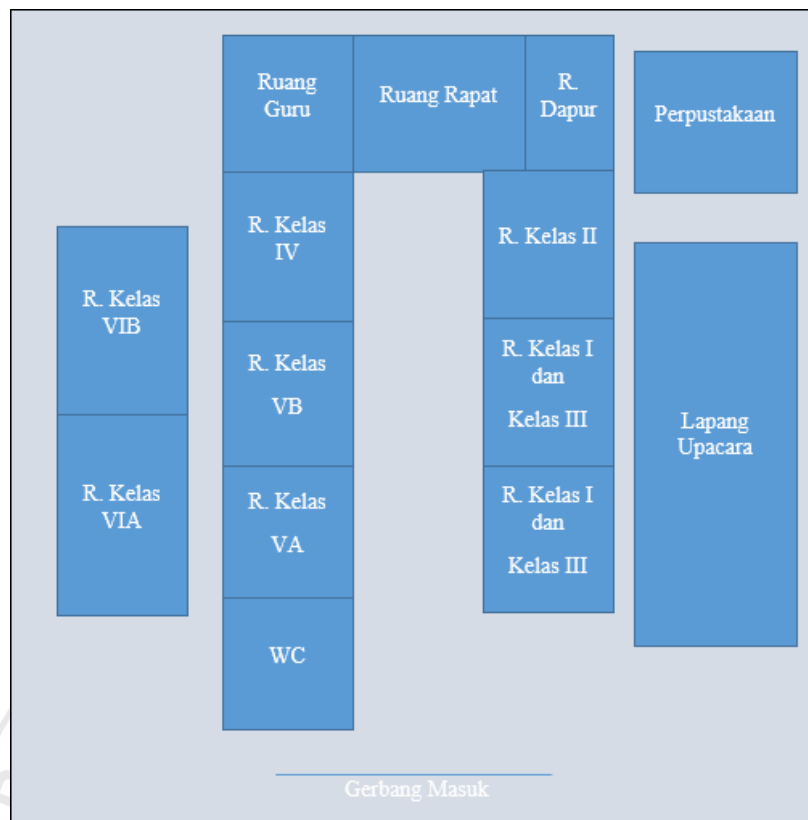 Ruang
Guru
Ruang Rapat
R.
Dapur
Perpustakaan
R. Kelas
IV
R. Kelas II
R. Kelas
VIB
R. Kelas
VB
R. Kelas I
dan
Kelas III
Lapang
Upacara
R. Kelas
VIA
R. Kelas
VA
R. Kelas I
dan
Kelas III
WC
Gerbang Masuk